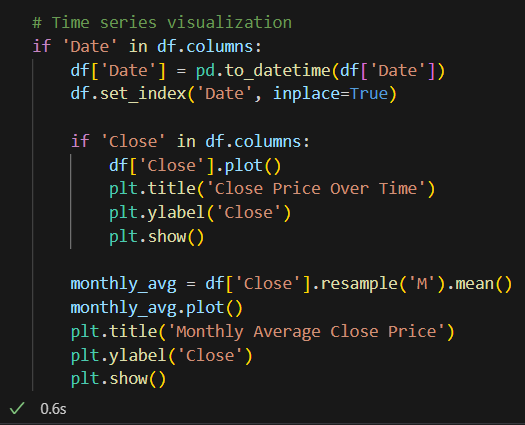 # Time series visualization
if 'Date' in df.columns:
    df['Date'] = pd.to_datetime(df['Date'])
    df.set_index('Date', inplace=True)

    if 'Close' in df.columns:
        df['Close'].plot()
        plt.title('Close Price Over Time')
        plt.ylabel('Close')
        plt.show()

    monthly_avg = df['Close'].resample('M').mean()
    monthly_avg.plot()
    plt.title('Monthly Average Close Price')
    plt.ylabel('Close')
    plt.show()
0.6s